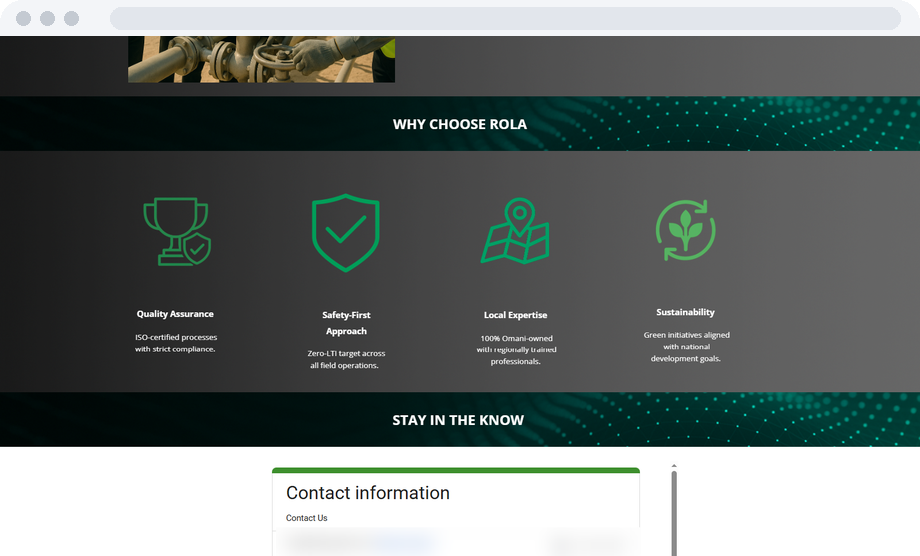 WHY CHOOSE ROLA
Quality Assurance
ISO-certified processes
with strict compliance.
Safety-First
Approach
Zero-LTI target across
all field operations.
Local Expertise
100% Omani-owned
with regionally trained
professionals.
Sustainability
Green initiatives aligned
with national
development goals.
STAY IN THE KNOW
Contact information
Contact Us